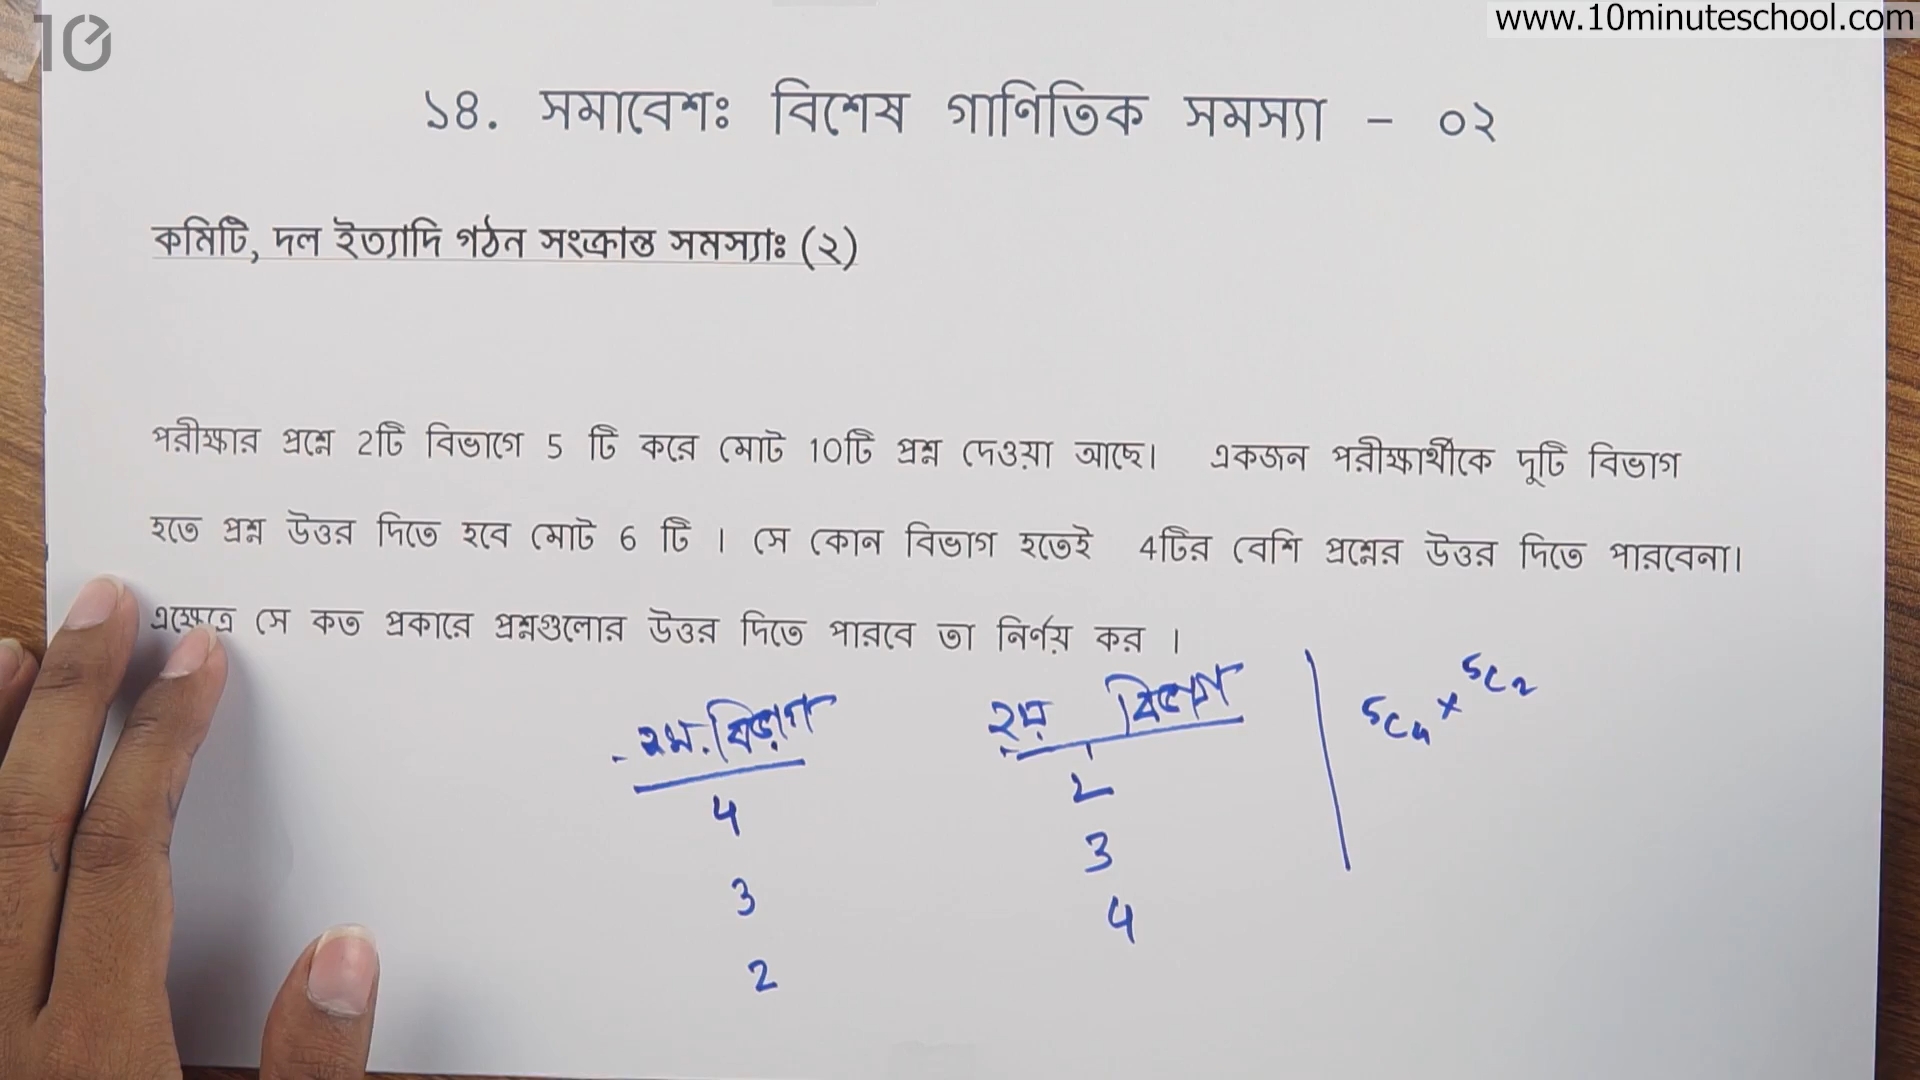 10
www.10minuteschool.com
১৪. সমাবেশঃ বিশেষ গাণিতিক সমস্যা - ০২
কমিটি, দল ইত্যাদি গঠন সংক্রান্ত সমস্যাঃ (২)
পরীক্ষার প্রশ্নে 2টি বিভাগে 5 টি করে মোট 10টি প্রশ্ন দেওয়া আছে। একজন পরীক্ষার্থীকে দুটি বিভাগ
হতে প্রশ্ন উত্তর দিতে হবে মোট 6 টি । সে কোন বিভাগ হতেই 4টির বেশি প্রশ্নের উত্তর দিতে পারবেনা।
এক্ষেত্রে সে কত প্রকারে প্রশ্নগুলোর উত্তর দিতে পারবে তা নির্ণয় কর ।
১ম বিভাগ ২য় বিভাগ ⁵C₄ × ⁵C₂
4 2
3 3
2 4